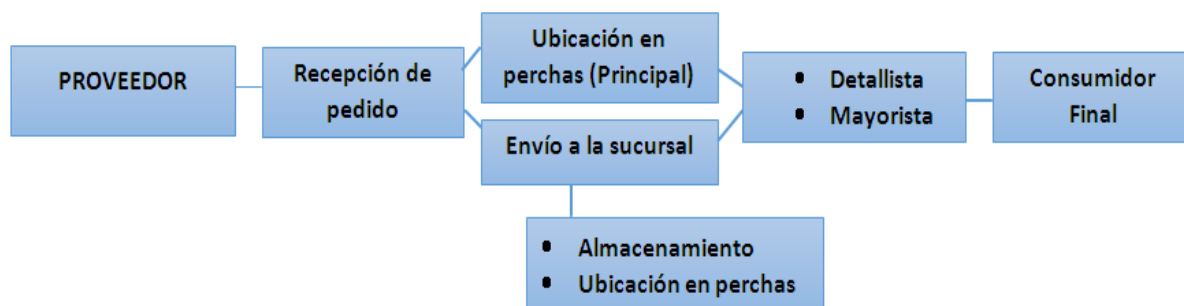 PROVEEDOR
Recepción de
pedido
Ubicación en
perchas (Principal)
Envío a la sucursal
• Almacenamiento
• Ubicación en perchas
• Detallista
• Mayorista
Consumidor
Final